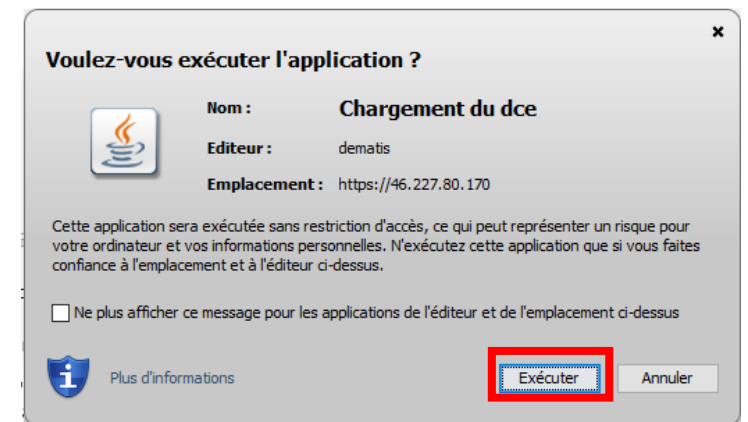 Voulez-vous exécuter l'application ?
Nom : Chargement du dce
Editeur : dematis
Emplacement : https://46.227.80.170
Cette application sera exécutée sans restriction d'accès, ce qui peut représenter un risque pour
votre ordinateur et vos informations personnelles. N'exécutez cette application que si vous faites
confiance à l'emplacement et à l'éditeur ci-dessus.
Ne plus afficher ce message pour les applications de l'éditeur et de l'emplacement ci-dessus
Plus d'informations Exécuter Annuler